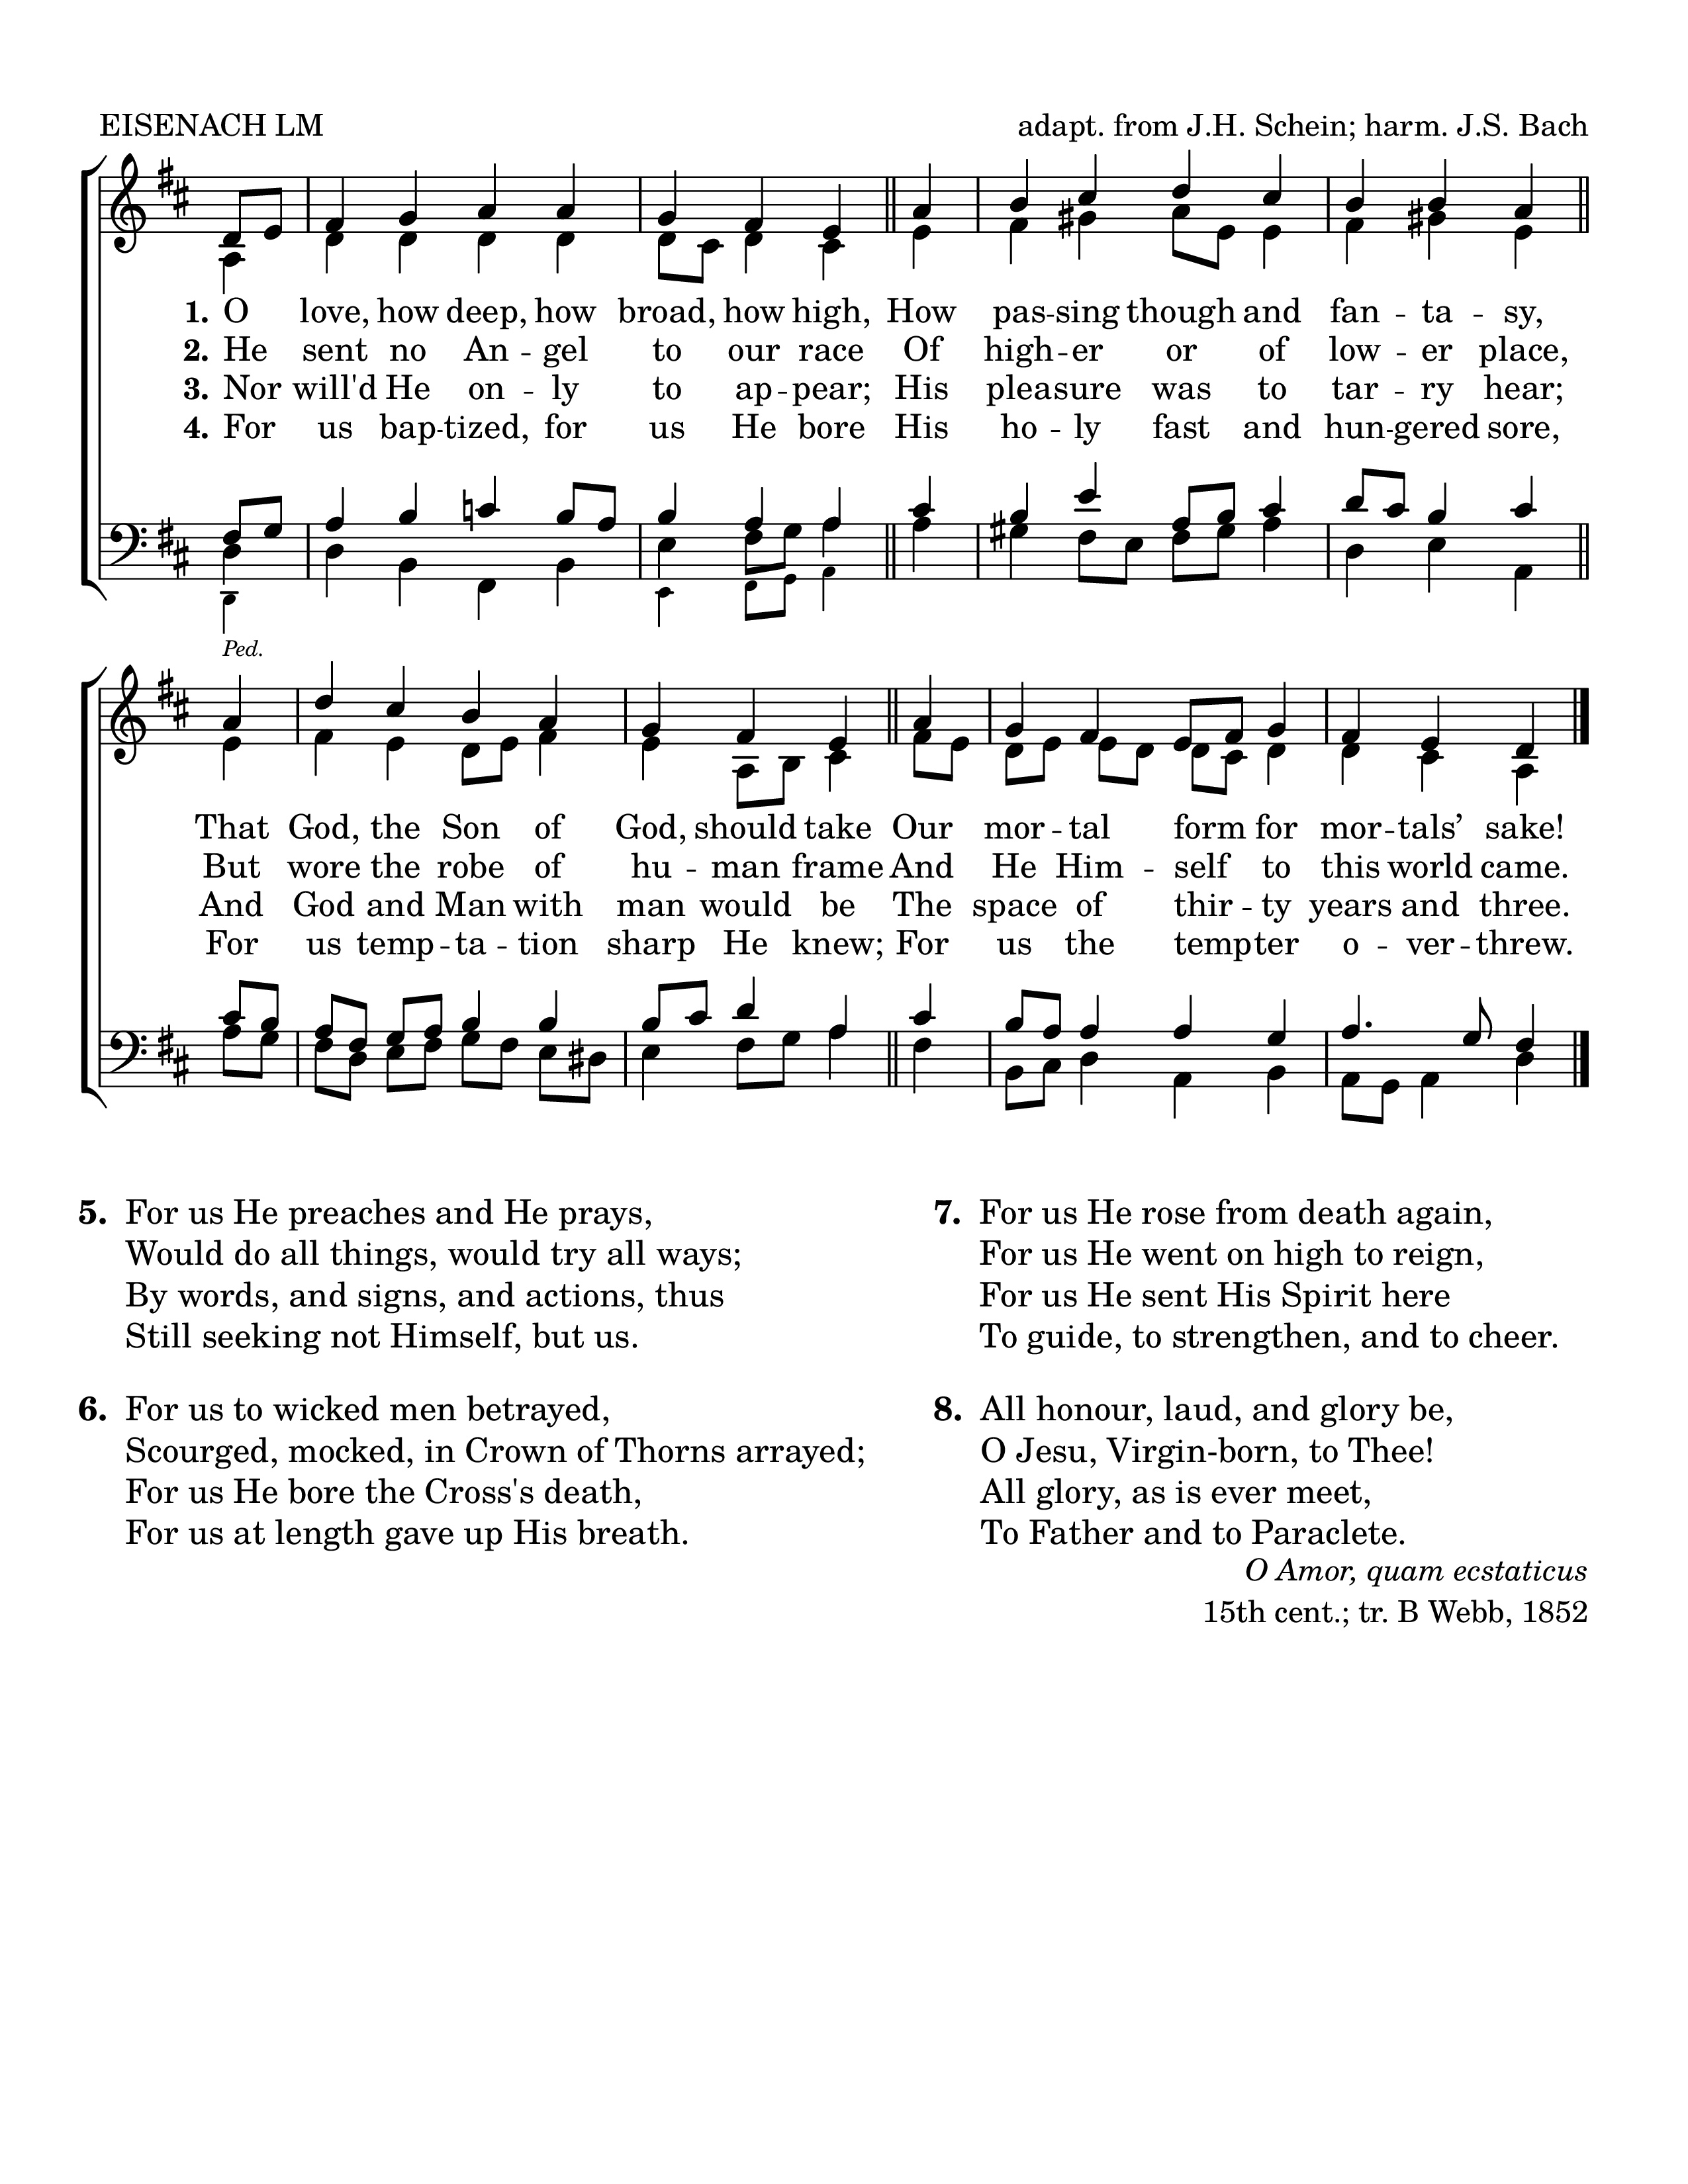 EISENACH LM
adapt. from J.H. Schein; harm. J.S. Bach
1. O love, how deep, how broad, how high, How pas-sing though and fan - ta - sy,
2. He sent no An - gel to our race Of high - er or of low - er place,
3. Nor will'd He on - ly to ap - pear; His pleasure was to tar - ry hear;
4. For us bap-tized, for us He bore His ho - ly fast and hun-gered sore,
Ped.
That God, the Son of God, should take Our mor - tal form for mor - tals’ sake!
But wore the robe of hu - man frame And He Him - self to this world came.
And God and Man with man would be The space of thir - ty years and three.
For us temp - ta - tion sharp He knew; For us the tempter o - ver - threw.
5. For us He preaches and He prays,
Would do all things, would try all ways;
By words, and signs, and actions, thus
Still seeking not Himself, but us.
6. For us to wicked men betrayed,
Scourged, mocked, in Crown of Thorns arrayed;
For us He bore the Cross's death,
For us at length gave up His breath.
7. For us He rose from death again,
For us He went on high to reign,
For us He sent His Spirit here
To guide, to strengthen, and to cheer.
8. All honour, laud, and glory be,
O Jesu, Virgin-born, to Thee!
All glory, as is ever meet,
To Father and to Paraclete.
O Amor, quam ecstaticus
15th cent.; tr. B Webb, 1852